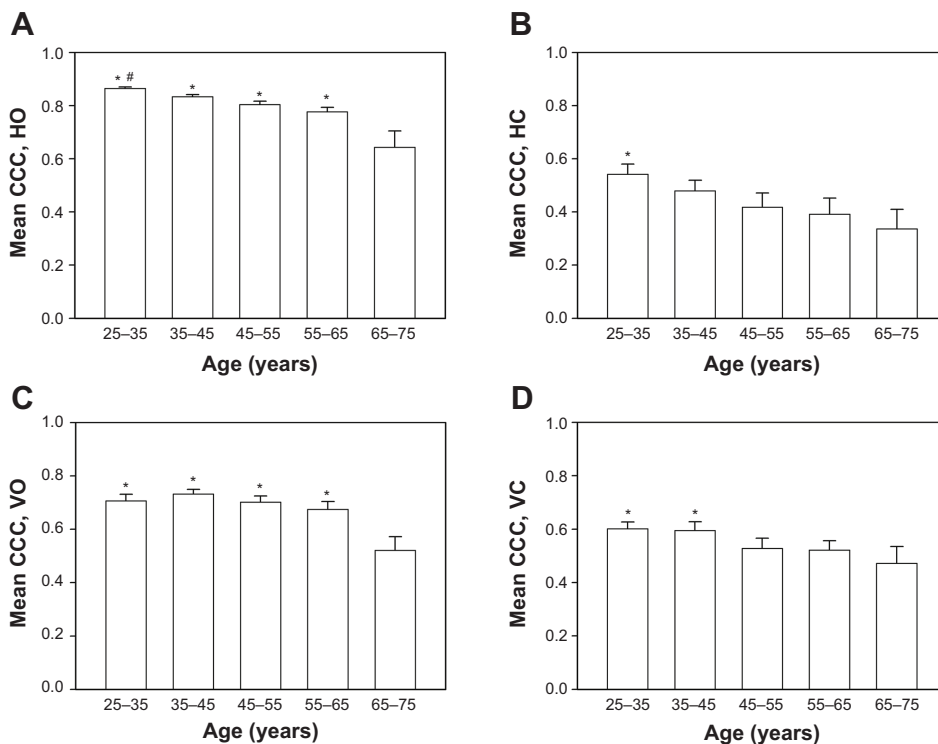 A
Mean CCC, HO
1.0
0.8
0.6
0.4
0.2
0.0
* #
*
*
*
25–35 35–45 45–55 55–65 65–75
Age (years)
B
Mean CCC, HC
1.0
0.8
0.6
0.4
0.2
0.0
*
25–35 35–45 45–55 55–65 65–75
Age (years)
C
Mean CCC, VO
1.0
0.8
0.6
0.4
0.2
0.0
*
*
*
*
25–35 35–45 45–55 55–65 65–75
Age (years)
D
Mean CCC, VC
1.0
0.8
0.6
0.4
0.2
0.0
*
*
25–35 35–45 45–55 55–65 65–75
Age (years)